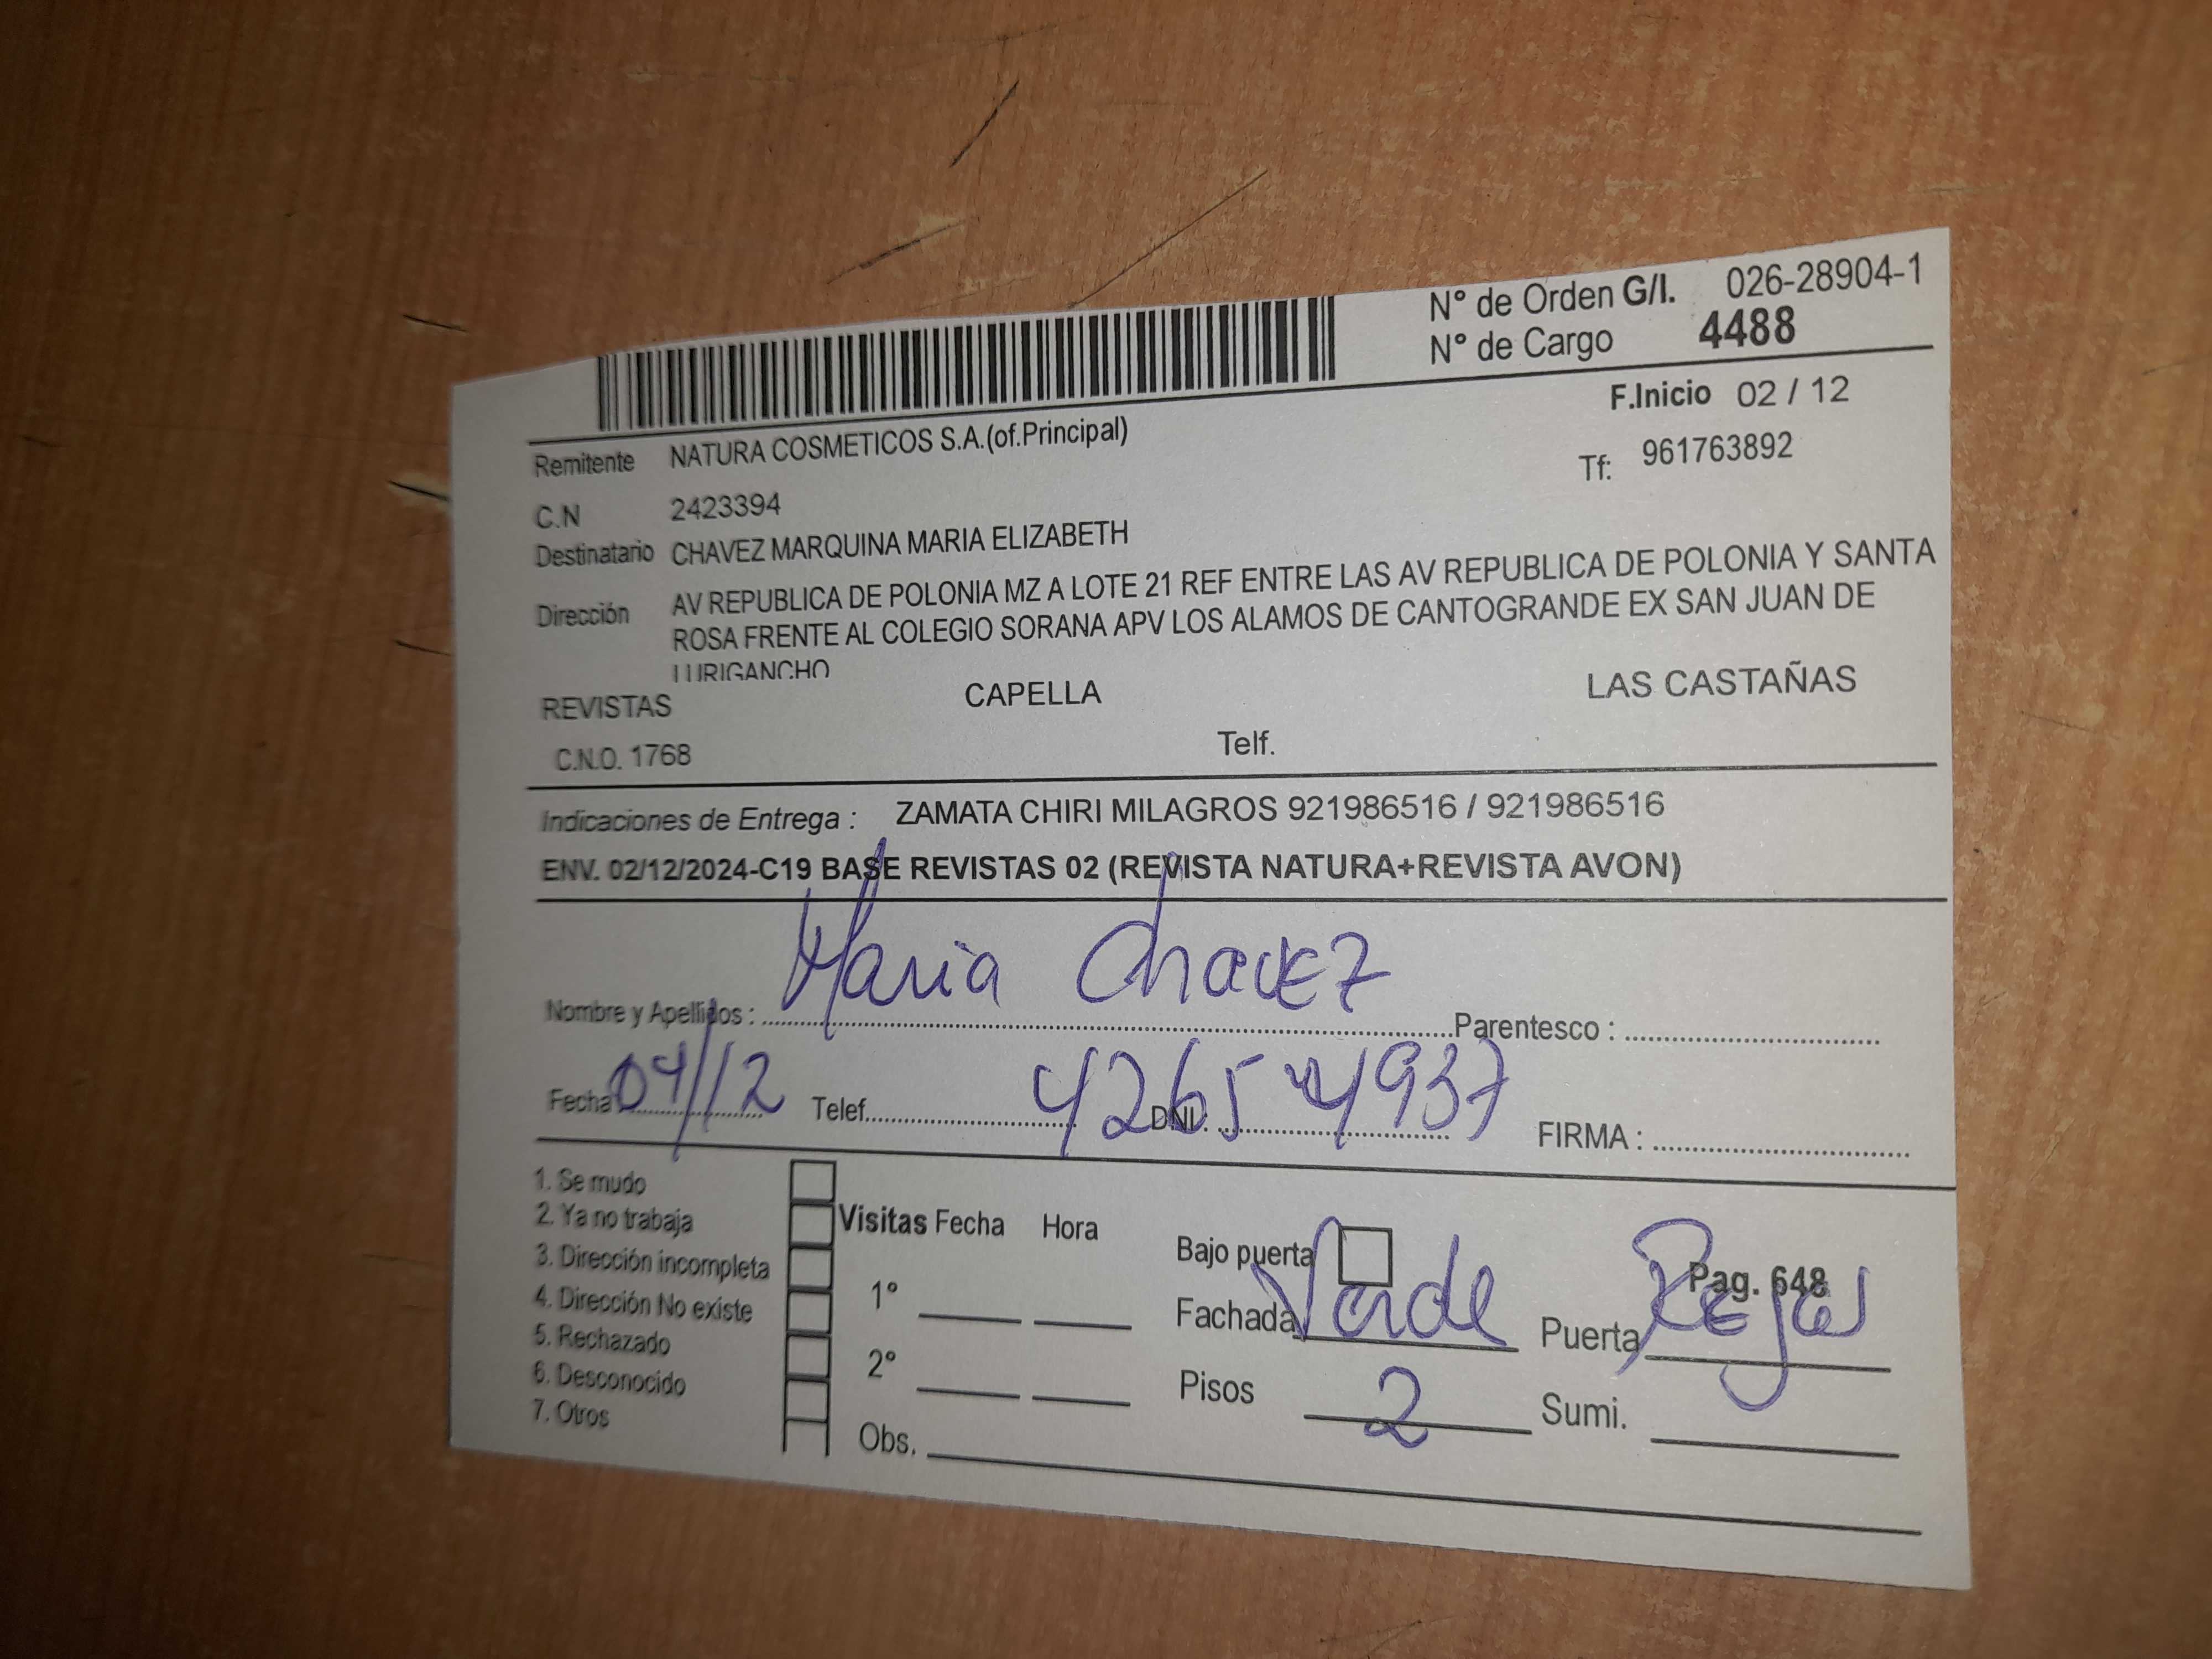 N° de Orden G/I. 026-28904-1
N° de Cargo 4488
F.Inicio 02 / 12
Remitente NATURA COSMETICOS S.A.(of.Principal)
Tf: 961763892
C.N 2423394
Destinatario CHAVEZ MARQUINA MARIA ELIZABETH
Dirección AV REPUBLICA DE POLONIA MZ A LOTE 21 REF ENTRE LAS AV REPUBLICA DE POLONIA Y SANTA
ROSA FRENTE AL COLEGIO SORANA APV LOS ALAMOS DE CANTOGRANDE EX SAN JUAN DE
LURIGANCHO
REVISTAS CAPELLA LAS CASTAÑAS
C.N.O. 1768 Telf.
Indicaciones de Entrega : ZAMATA CHIRI MILAGROS 921986516 / 921986516
ENV. 02/12/2024-C19 BASE REVISTAS 02 (REVISTA NATURA+REVISTA AVON)
Nombre y Apellidos : Maria Chavez Parentesco :
Fecha 04/12 Telef. DNI: 42654937 FIRMA :
1. Se mudo
2. Ya no trabaja
3. Dirección incompleta
4. Dirección No existe
5. Rechazado
6. Desconocido
7. Otros
Visitas Fecha Hora
1°
2°
Obs.
Bajo puerta
Pag. 648
Fachada Verde Puerta Rejas
Pisos 2 Sumi.